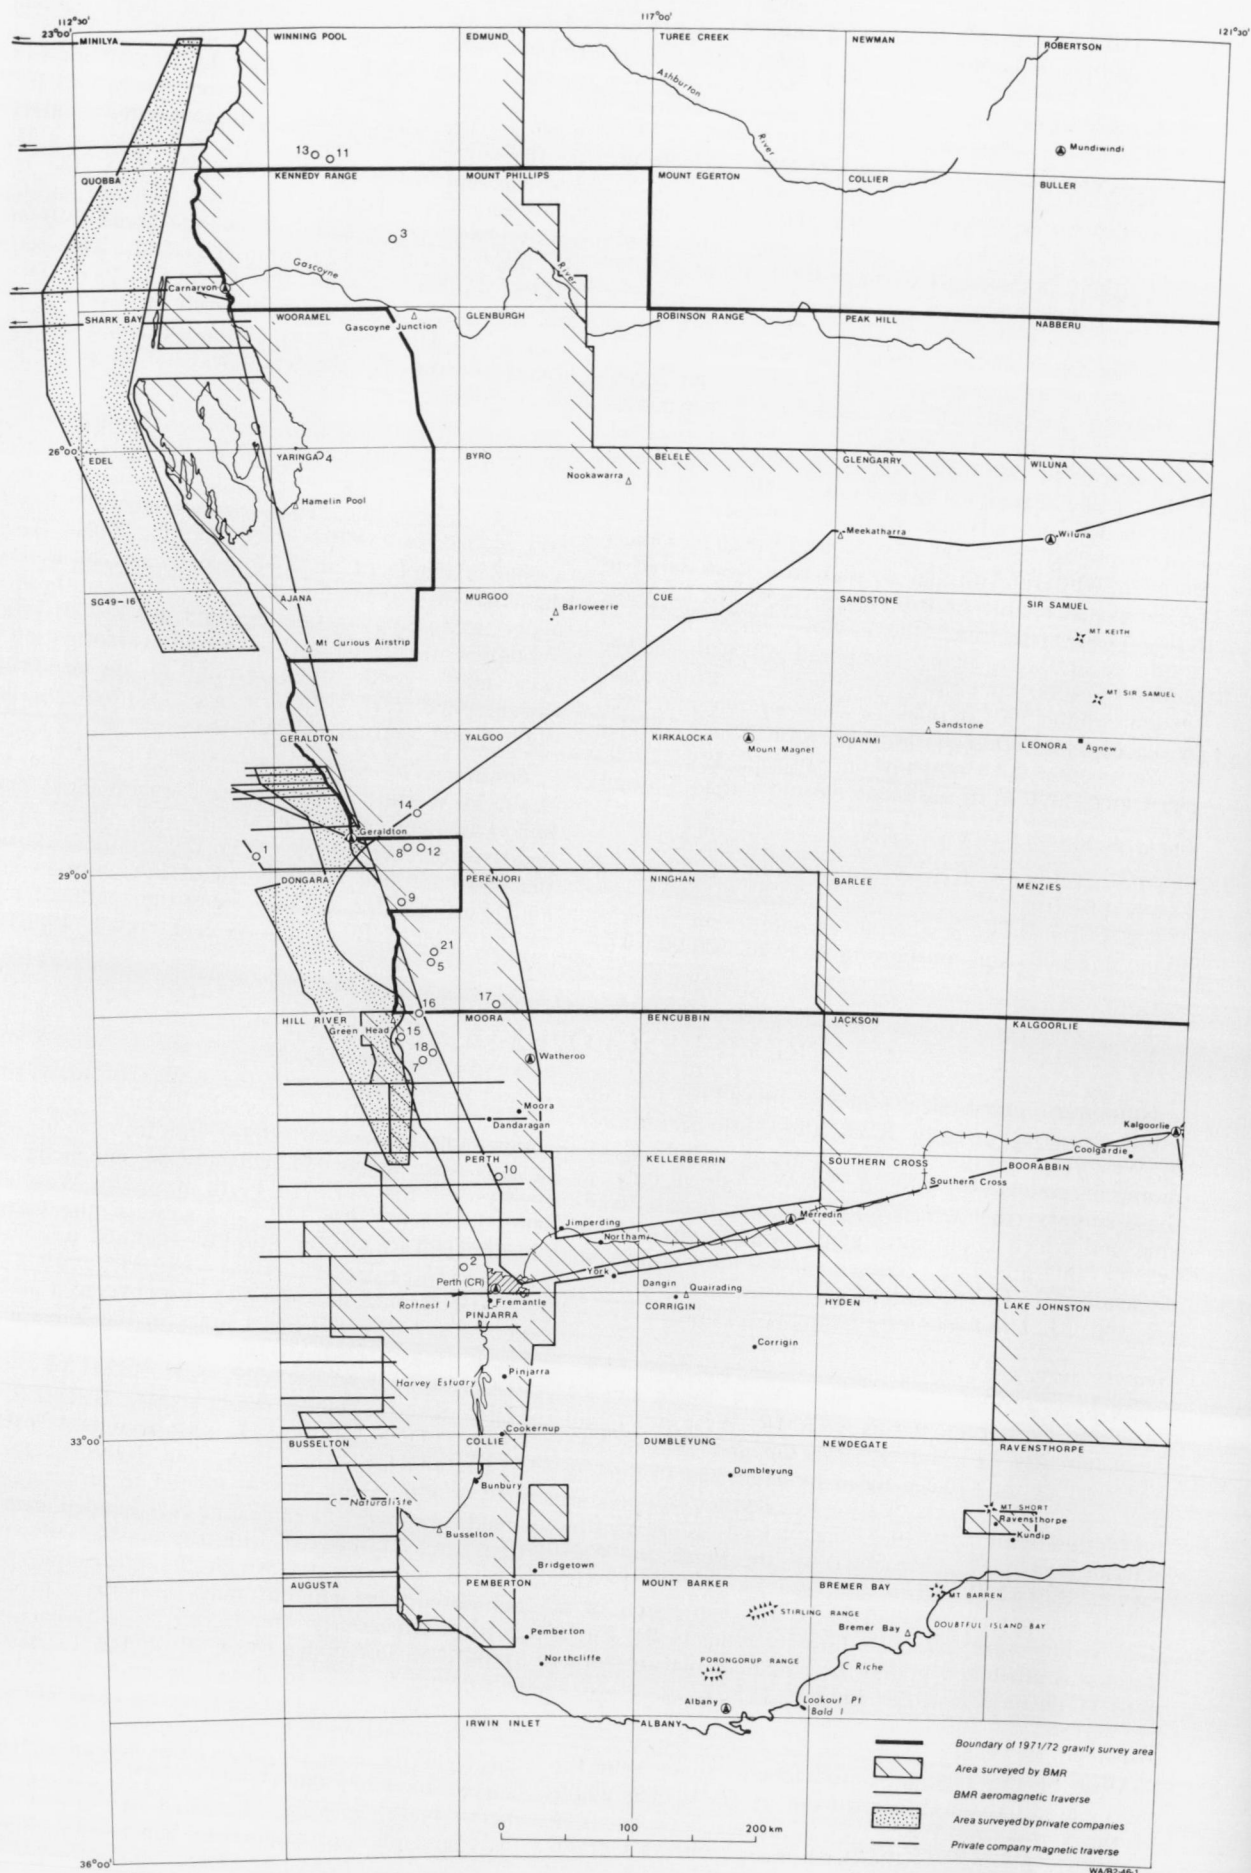 112°30'
117°00'
121°30'
23°00'
MINILYA
WINNING POOL
EDMUND
TUREE CREEK
NEWMAN
ROBERTSON
Ashburton
River
13
11
Mundiwindi
QUOBBA
KENNEDY RANGE
MOUNT PHILLIPS
MOUNT EGERTON
COLLIER
BULLER
3
Gascoyne
River
Carnarvon
SHARK BAY
WOORAMEL
Gascoyne Junction
GLENBURGH
ROBINSON RANGE
PEAK HILL
NABBERU
26°00'
EDEL
YARINGA
4
BYRO
BELELE
GLENGARRY
WILUNA
Nookawarra
Hamelin Pool
Meekatharra
Wiluna
SG49-16
AJANA
MURGOO
CUE
SANDSTONE
SIR SAMUEL
Barloweerie
MT KEITH
Mt Curious Airstrip
MT SIR SAMUEL
Sandstone
GERALDTON
YALGOO
KIRKALOCKA
Mount Magnet
YOUANMI
LEONORA
Agnew
14
Geraldton
1
8
12
29°00'
DONGARA
PERENJORI
NINGHAN
BARLEE
MENZIES
9
21
5
17
16
HILL RIVER
MOORA
BENCUBBIN
JACKSON
KALGOORLIE
Green Head
15
18
7
Watheroo
Moora
Dandaragan
Kalgoorlie
Coolgardie
PERTH
KELLERBERRIN
SOUTHERN CROSS
BOORABBIN
10
Southern Cross
Merredin
Jimperding
Northam
2
York
Perth (CR)
Dangin
Quairading
Rottnest I
Fremantle
CORRIGIN
HYDEN
LAKE JOHNSTON
PINJARRA
Corrigin
Pinjarra
Harvey Estuary
Cookernup
33°00'
BUSSELTON
COLLIE
DUMBLEYUNG
NEWDEGATE
RAVENSTHORPE
Dumbleyung
Bunbury
C Naturaliste
MT SHORT
Ravensthorpe
Kundip
Busselton
Bridgetown
AUGUSTA
PEMBERTON
MOUNT BARKER
BREMER BAY
MT BARREN
STIRLING RANGE
DOUBTFUL ISLAND BAY
Bremer Bay
Pemberton
Northcliffe
PORONGORUP RANGE
C Riche
Albany
Lookout Pt
Bald I
IRWIN INLET
ALBANY
Boundary of 1971/72 gravity survey area
Area surveyed by BMR
BMR aeromagnetic traverse
Area surveyed by private companies
Private company magnetic traverse
0 100 200 km
36°00'
WA/B2-46-1